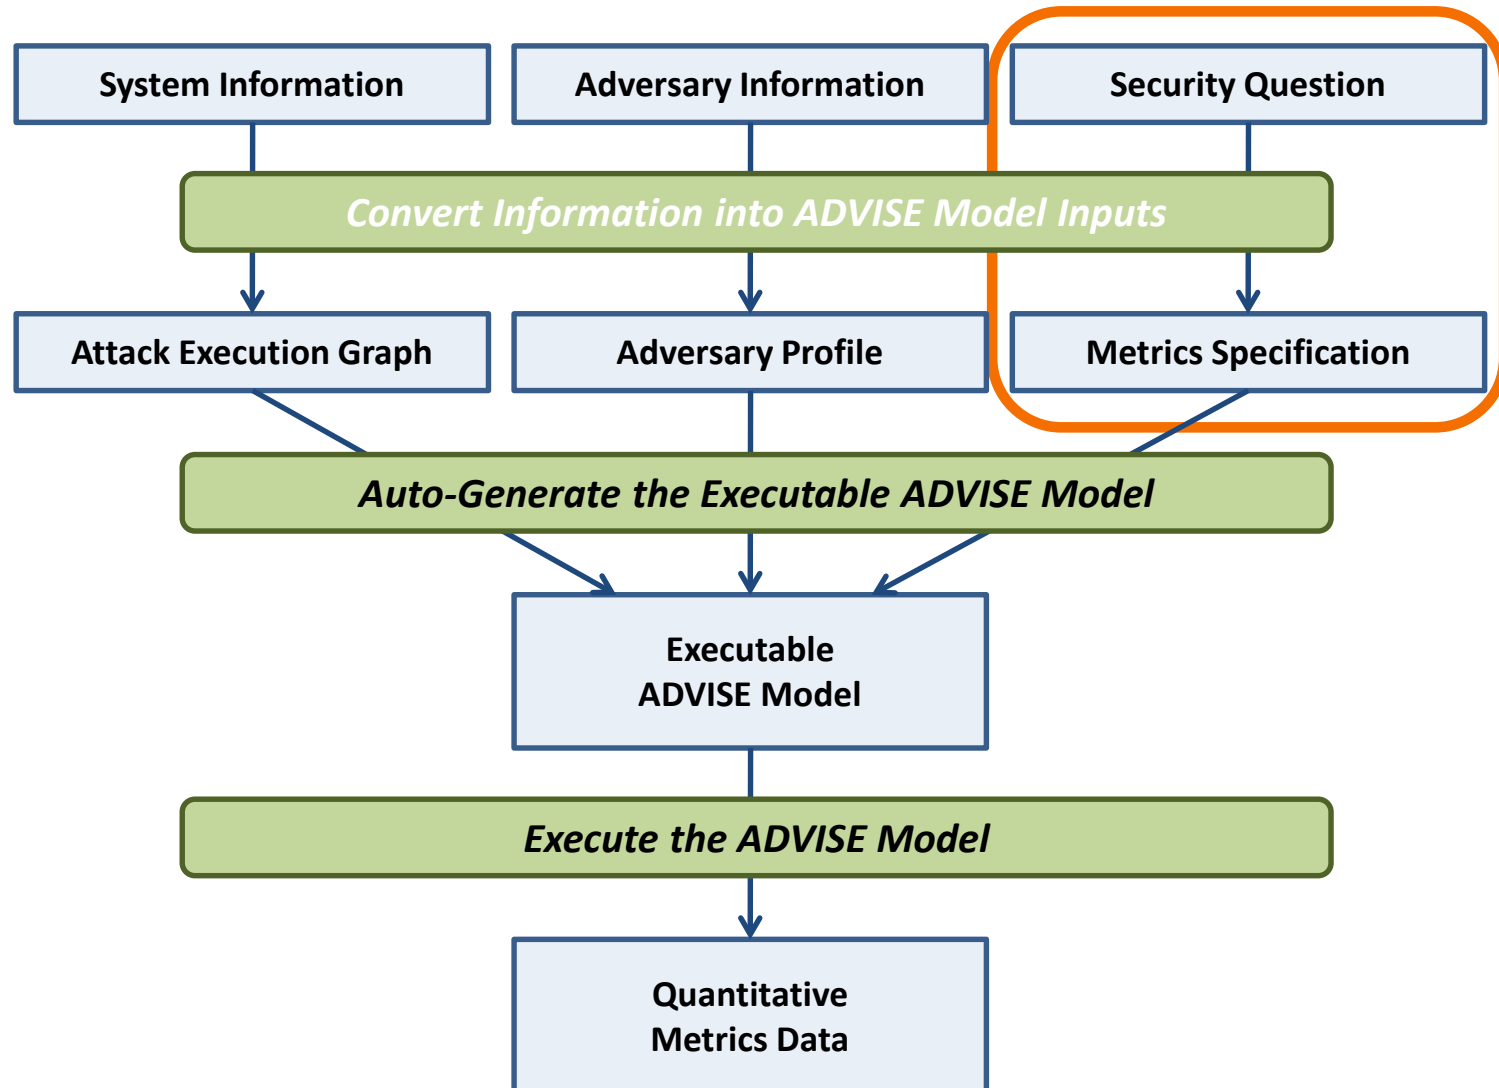 System Information
Adversary Information
Security Question
Convert Information into ADVISE Model Inputs
Attack Execution Graph
Adversary Profile
Metrics Specification
Auto-Generate the Executable ADVISE Model
Executable
ADVISE Model
Execute the ADVISE Model
Quantitative
Metrics Data